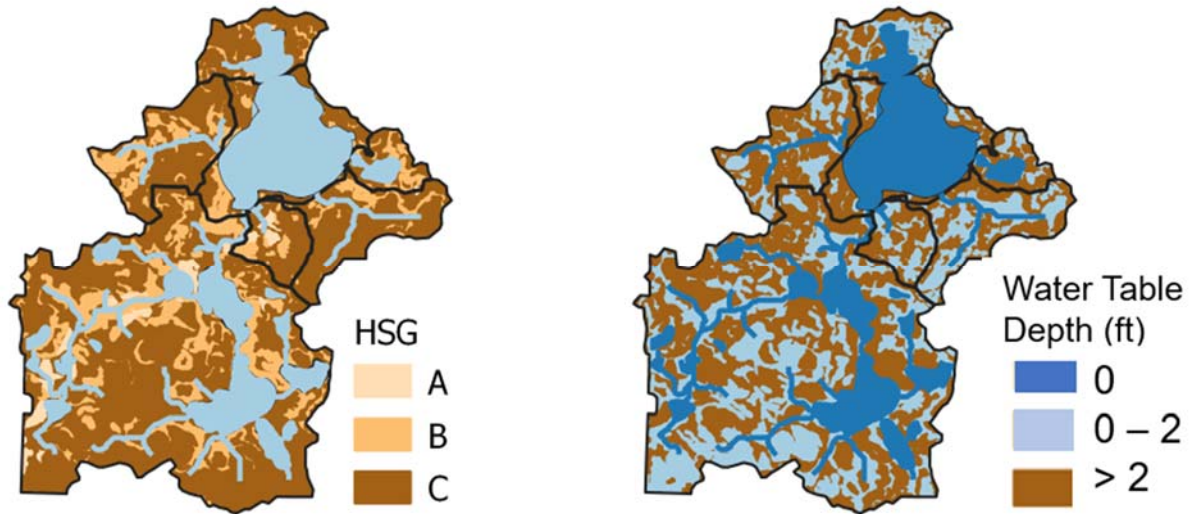 HSG
A
B
C
Water Table
Depth (ft)
0
0 – 2
> 2